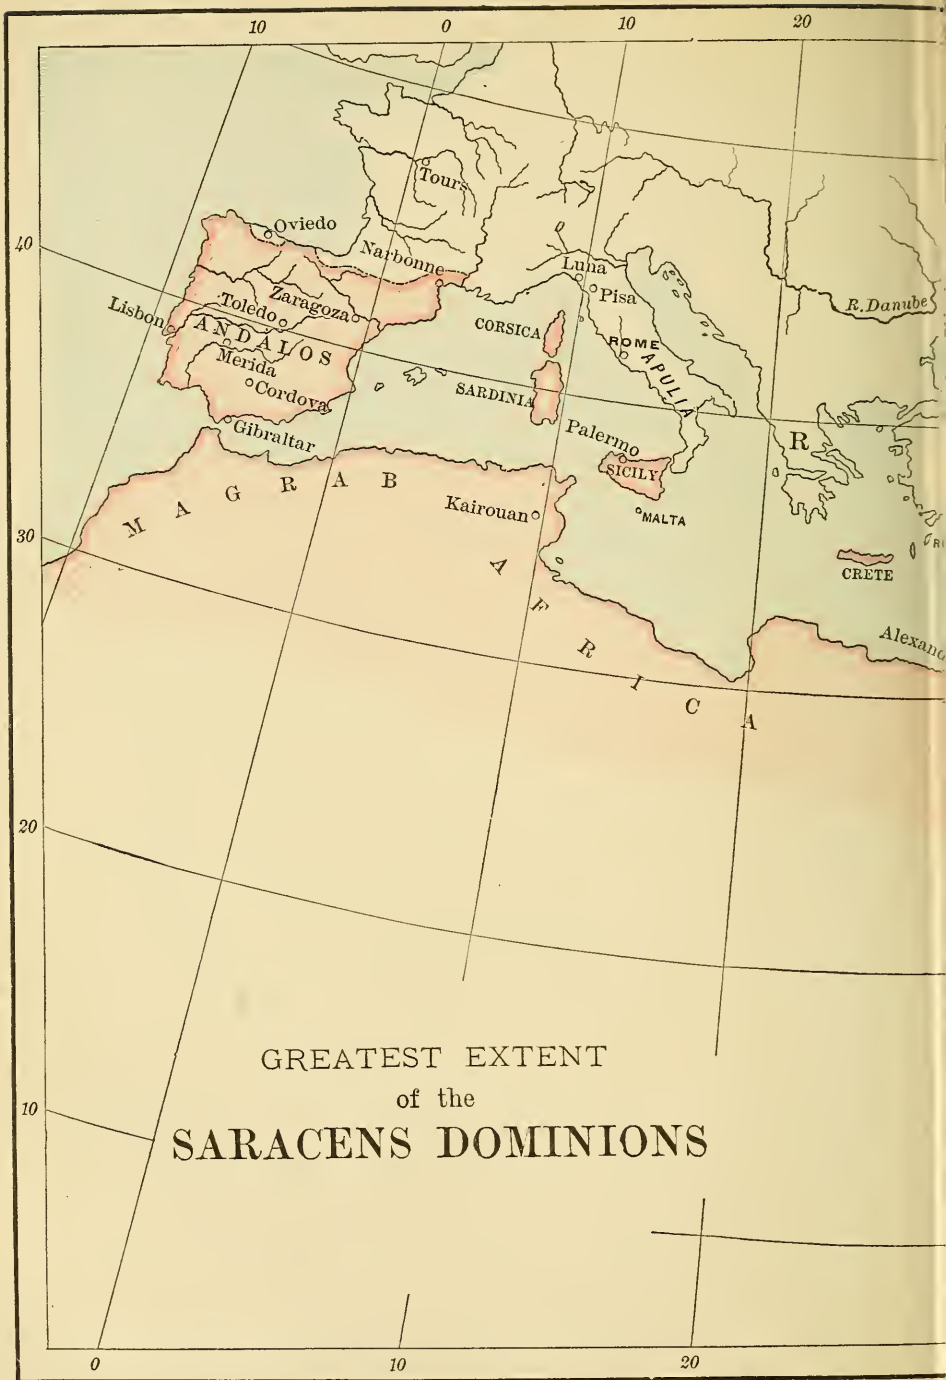 10 0 10 20
Tours
Oviedo
40
Narbonne
Luna
Pisa
R. Danube
Zaragoza
Toledo
Lisbon
ANDALOS
CORSICA
ROME
Merida
APULIA
Cordova
SARDINIA
Gibraltar
Palermo
R
SICILY
MAGRAB
Kairouan
MALTA
30
CRETE
AFRICA
20
GREATEST EXTENT
of the
10
SARACENS DOMINIONS
0 10 20